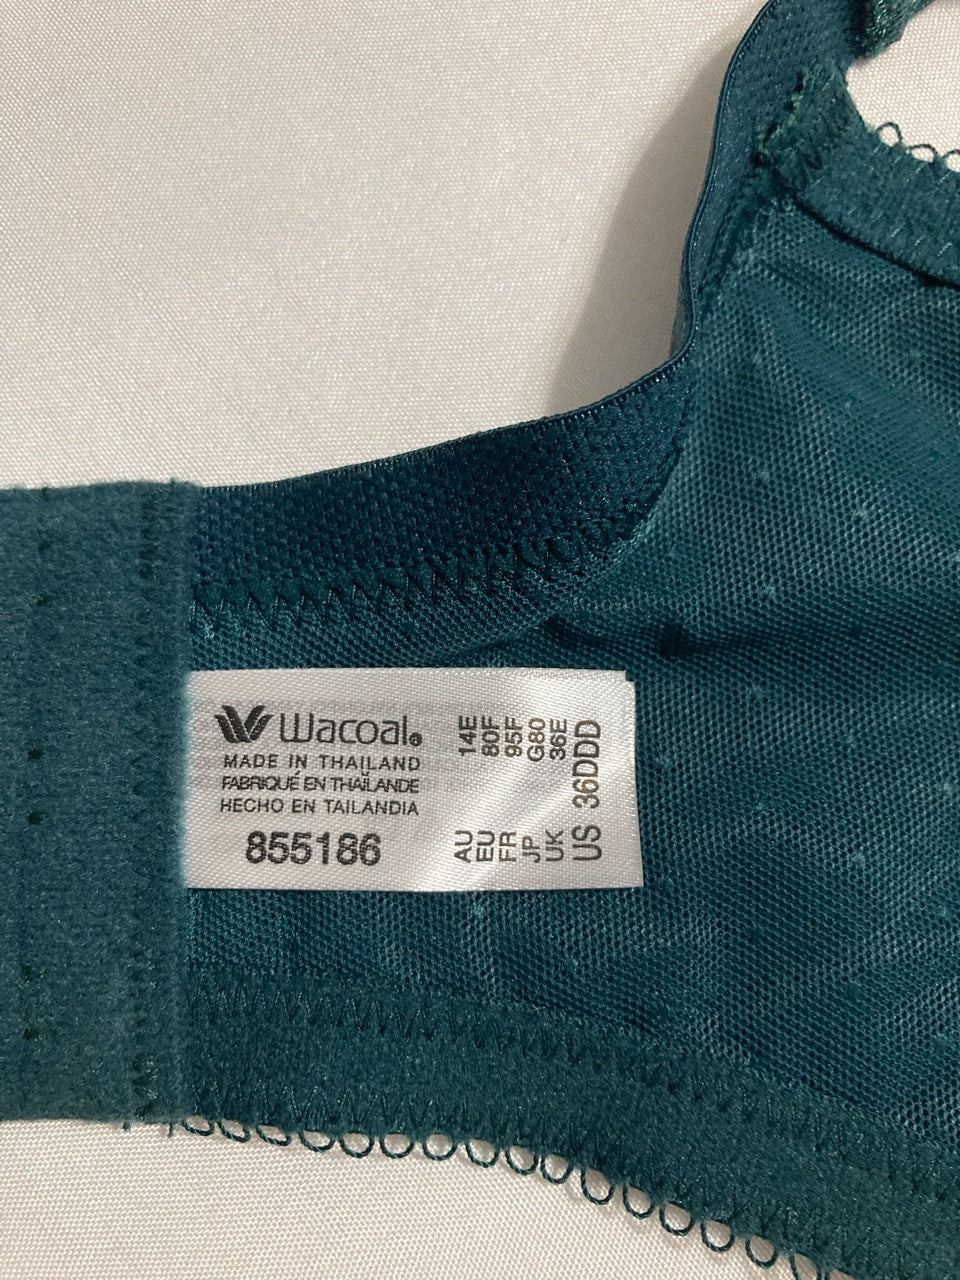 Wacoal®
MADE IN THAILAND
FABRIQUÉ EN THAÏLANDE
HECHO EN TAILANDIA
855186
AU 14E
EU 80F
FR 95F
JP G80
UK 36E
US 36DDD